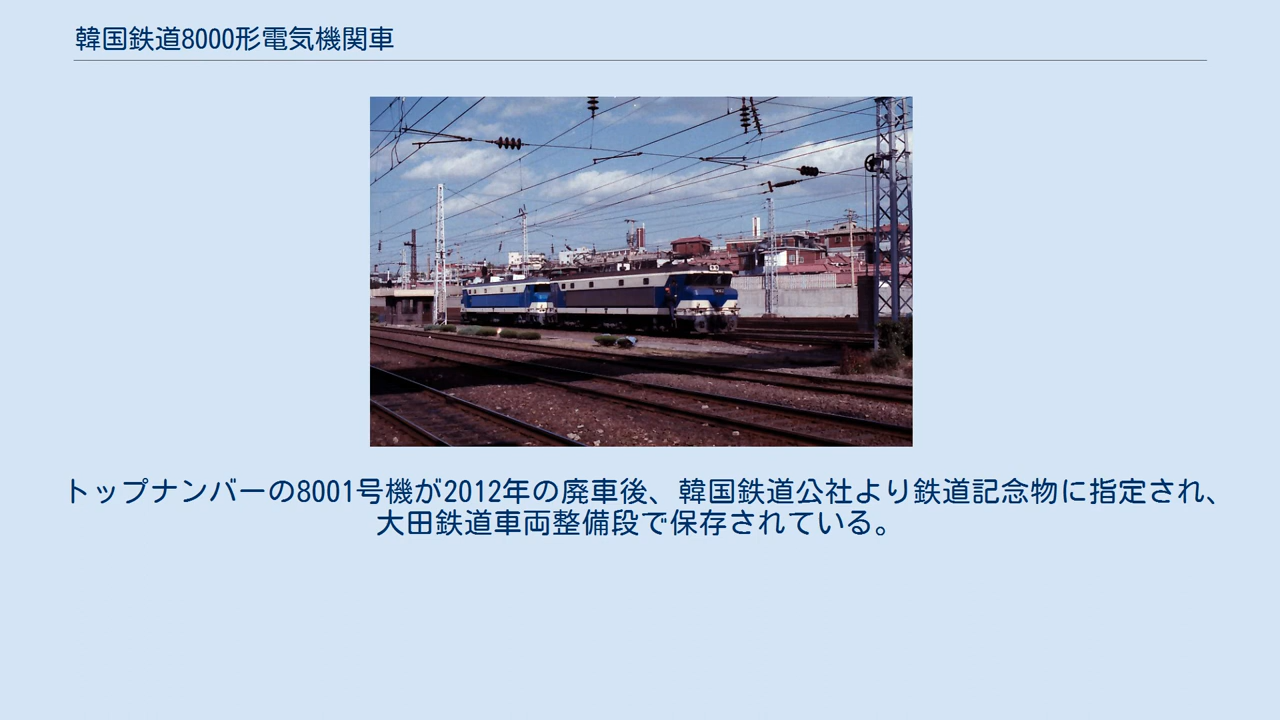 韓国鉄道8000形電気機関車
トップナンバーの8001号機が2012年の廃車後、韓国鉄道公社より鉄道記念物に指定され、
大田鉄道車両整備段で保存されている。